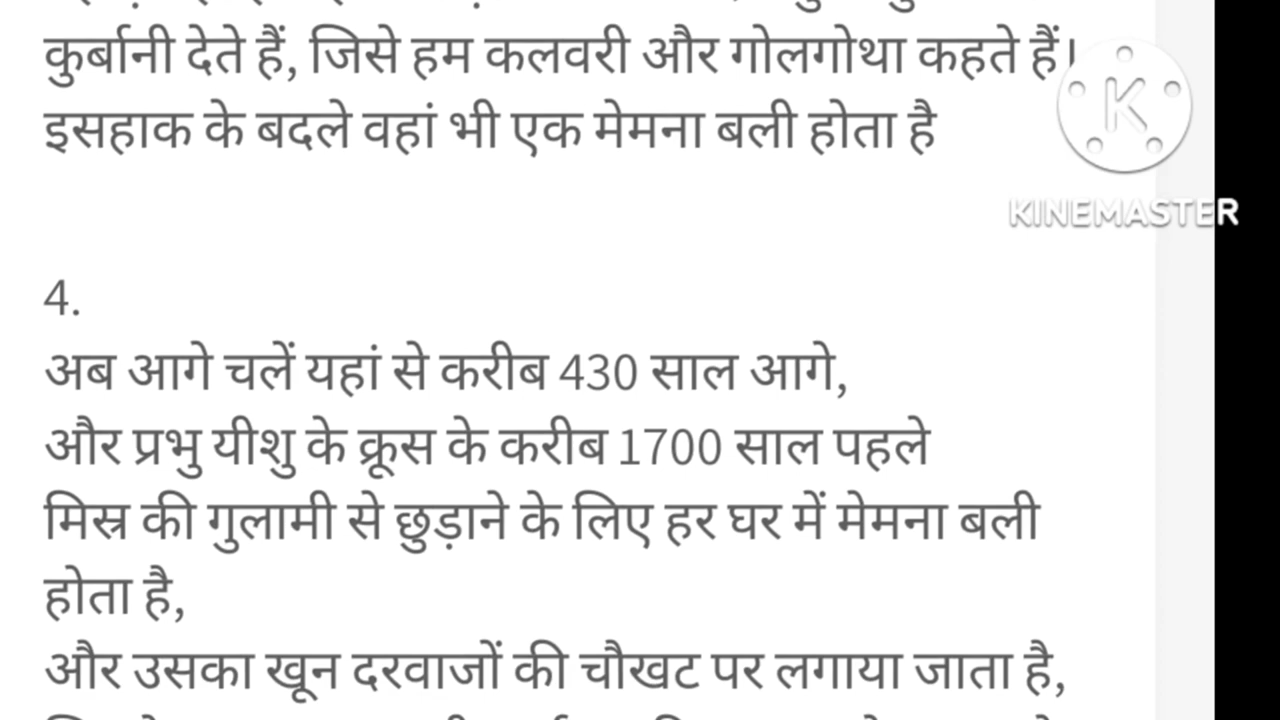 कुर्बानी देते हैं, जिसे हम कलवरी और गोलगोथा कहते हैं।
इसहाक के बदले वहां भी एक मेमना बली होता है
K
KINEMASTER
4.
अब आगे चलें यहां से करीब 430 साल आगे,
और प्रभु यीशु के क्रूस के करीब 1700 साल पहले
मिस्र की गुलामी से छुड़ाने के लिए हर घर में मेमना बली
होता है,
और उसका खून दरवाजों की चौखट पर लगाया जाता है,